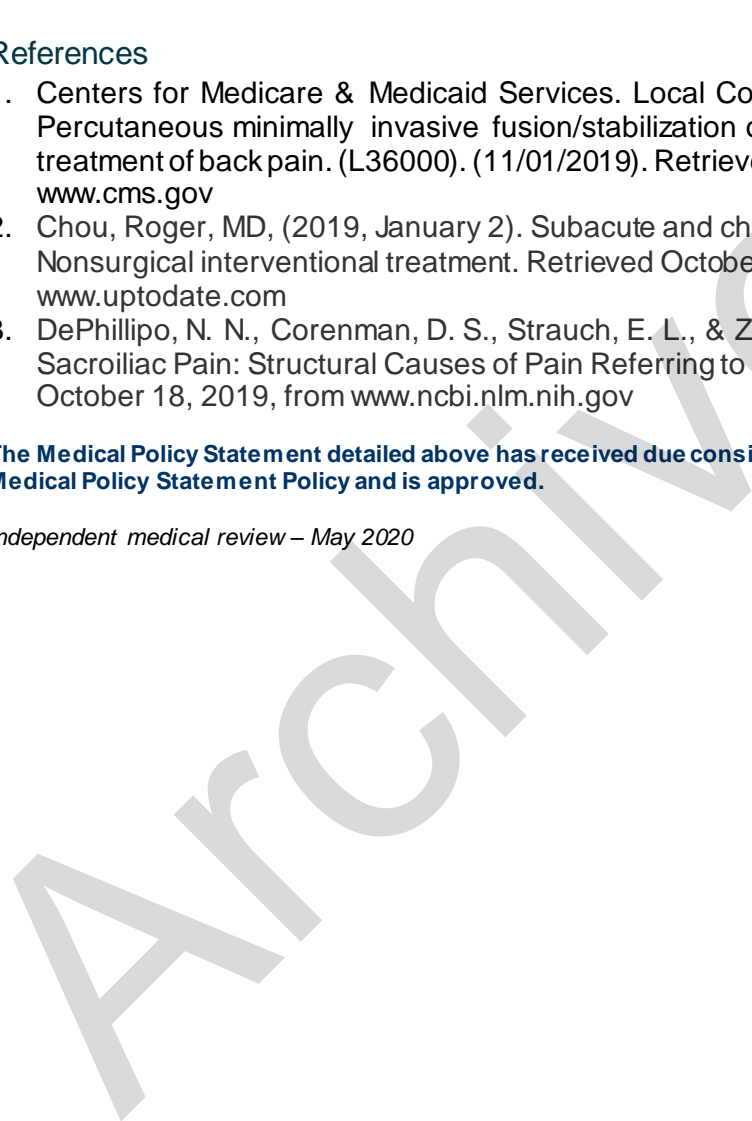 References
1. Centers for Medicare & Medicaid Services. Local Co
Percutaneous minimally invasive fusion/stabilization o
treatment of back pain. (L36000). (11/01/2019). Retrieve
www.cms.gov
2. Chou, Roger, MD, (2019, January 2). Subacute and ch
Nonsurgical interventional treatment. Retrieved Octobe
www.uptodate.com
3. DePhillipo, N. N., Corenman, D. S., Strauch, E. L., & Z
Sacroiliac Pain: Structural Causes of Pain Referring to
October 18, 2019, from www.ncbi.nlm.nih.gov
The Medical Policy Statement detailed above has received due consi
Medical Policy Statement Policy and is approved.
Independent medical review – May 2020
Archive